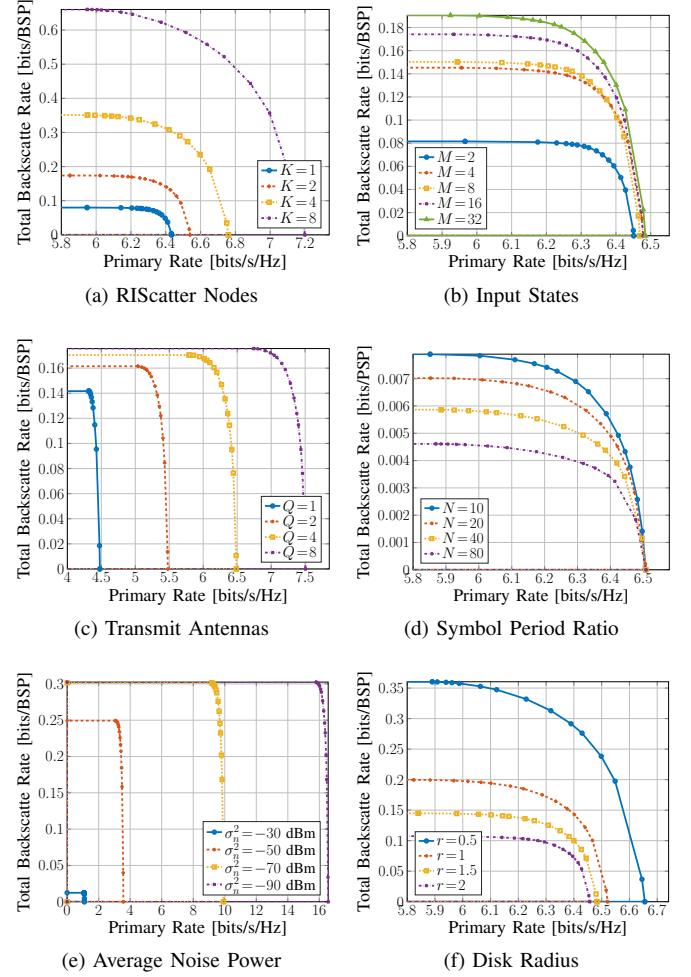 Total Backscatte Rate [bits/BSP]
0.6
0.5
0.4
0.3
0.2
0.1
0
5.8 6 6.2 6.4 6.6 6.8 7 7.2
K=1
K=2
K=4
K=8
Primary Rate [bits/s/Hz]
(a) RIScatter Nodes
Total Backscatte Rate [bits/BSP]
0.18
0.16
0.14
0.12
0.1
0.08
0.06
0.04
0.02
0
5.8 5.9 6 6.1 6.2 6.3 6.4 6.5
M=2
M=4
M=8
M=16
M=32
Primary Rate [bits/s/Hz]
(b) Input States
Total Backscatte Rate [bits/BSP]
0.16
0.14
0.12
0.1
0.08
0.06
0.04
0.02
0
4 4.5 5 5.5 6 6.5 7 7.5
Q=1
Q=2
Q=4
Q=8
Primary Rate [bits/s/Hz]
(c) Transmit Antennas
Total Backscatte Rate [bits/PSP]
0.007
0.006
0.005
0.004
0.003
0.002
0.001
0
5.8 5.9 6 6.1 6.2 6.3 6.4 6.5
N=10
N=20
N=40
N=80
Primary Rate [bits/s/Hz]
(d) Symbol Period Ratio
Total Backscatte Rate [bits/BSP]
0.3
0.25
0.2
0.15
0.1
0.05
0
0 2 4 6 8 10 12 14 16
σ_n^2=−30 dBm
σ_n^2=−50 dBm
σ_n^2=−70 dBm
σ_n^2=−90 dBm
Primary Rate [bits/s/Hz]
(e) Average Noise Power
Total Backscatte Rate [bits/BSP]
0.35
0.3
0.25
0.2
0.15
0.1
0.05
0
5.8 5.9 6 6.1 6.2 6.3 6.4 6.5 6.6 6.7
r=0.5
r=1
r=1.5
r=2
Primary Rate [bits/s/Hz]
(f) Disk Radius